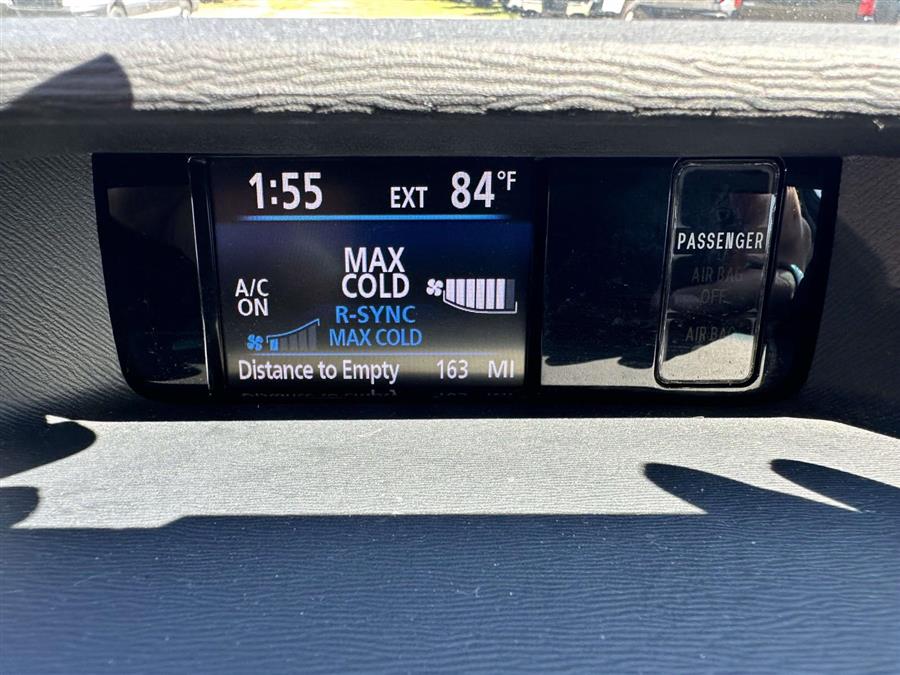 1:55 EXT 84°F
MAX
COLD
A/C
ON
R-SYNC
MAX COLD
Distance to Empty 163 MI
PASSENGER
AIR BAG
OFF
AIR BAG